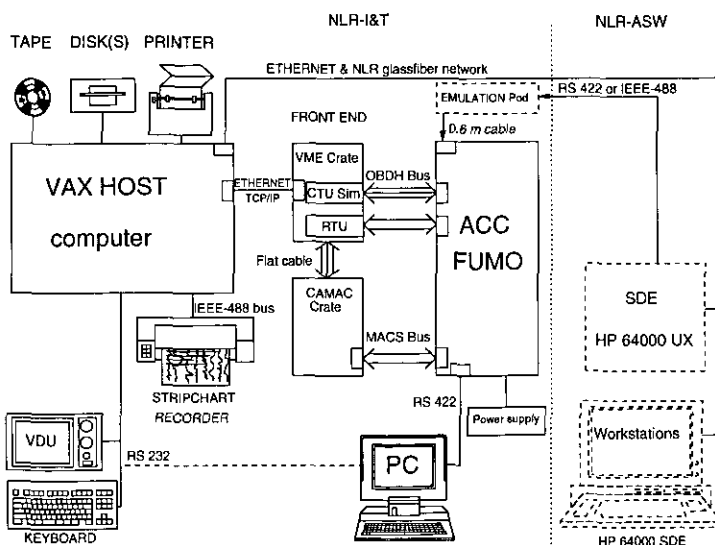 NLR-I&T
NLR-ASW
TAPE
DISK(S)
PRINTER
ETHERNET & NLR glassfiber network
RS 422 or IEEE-488
EMULATION Pod
0.6 m cable
FRONT END
VME Crate
OBDH Bus
VAX HOST
computer
ETHERNET
TCP/IP
CTU Sim
RTU
ACC
FUMO
Flat cable
CAMAC
Crate
SDE
HP 64000 UX
IEEE-488 bus
MACS Bus
STRIPCHART
RECORDER
RS 422
Power supply
VDU
RS 232
PC
Workstations
KEYBOARD
HP 64000 SDE